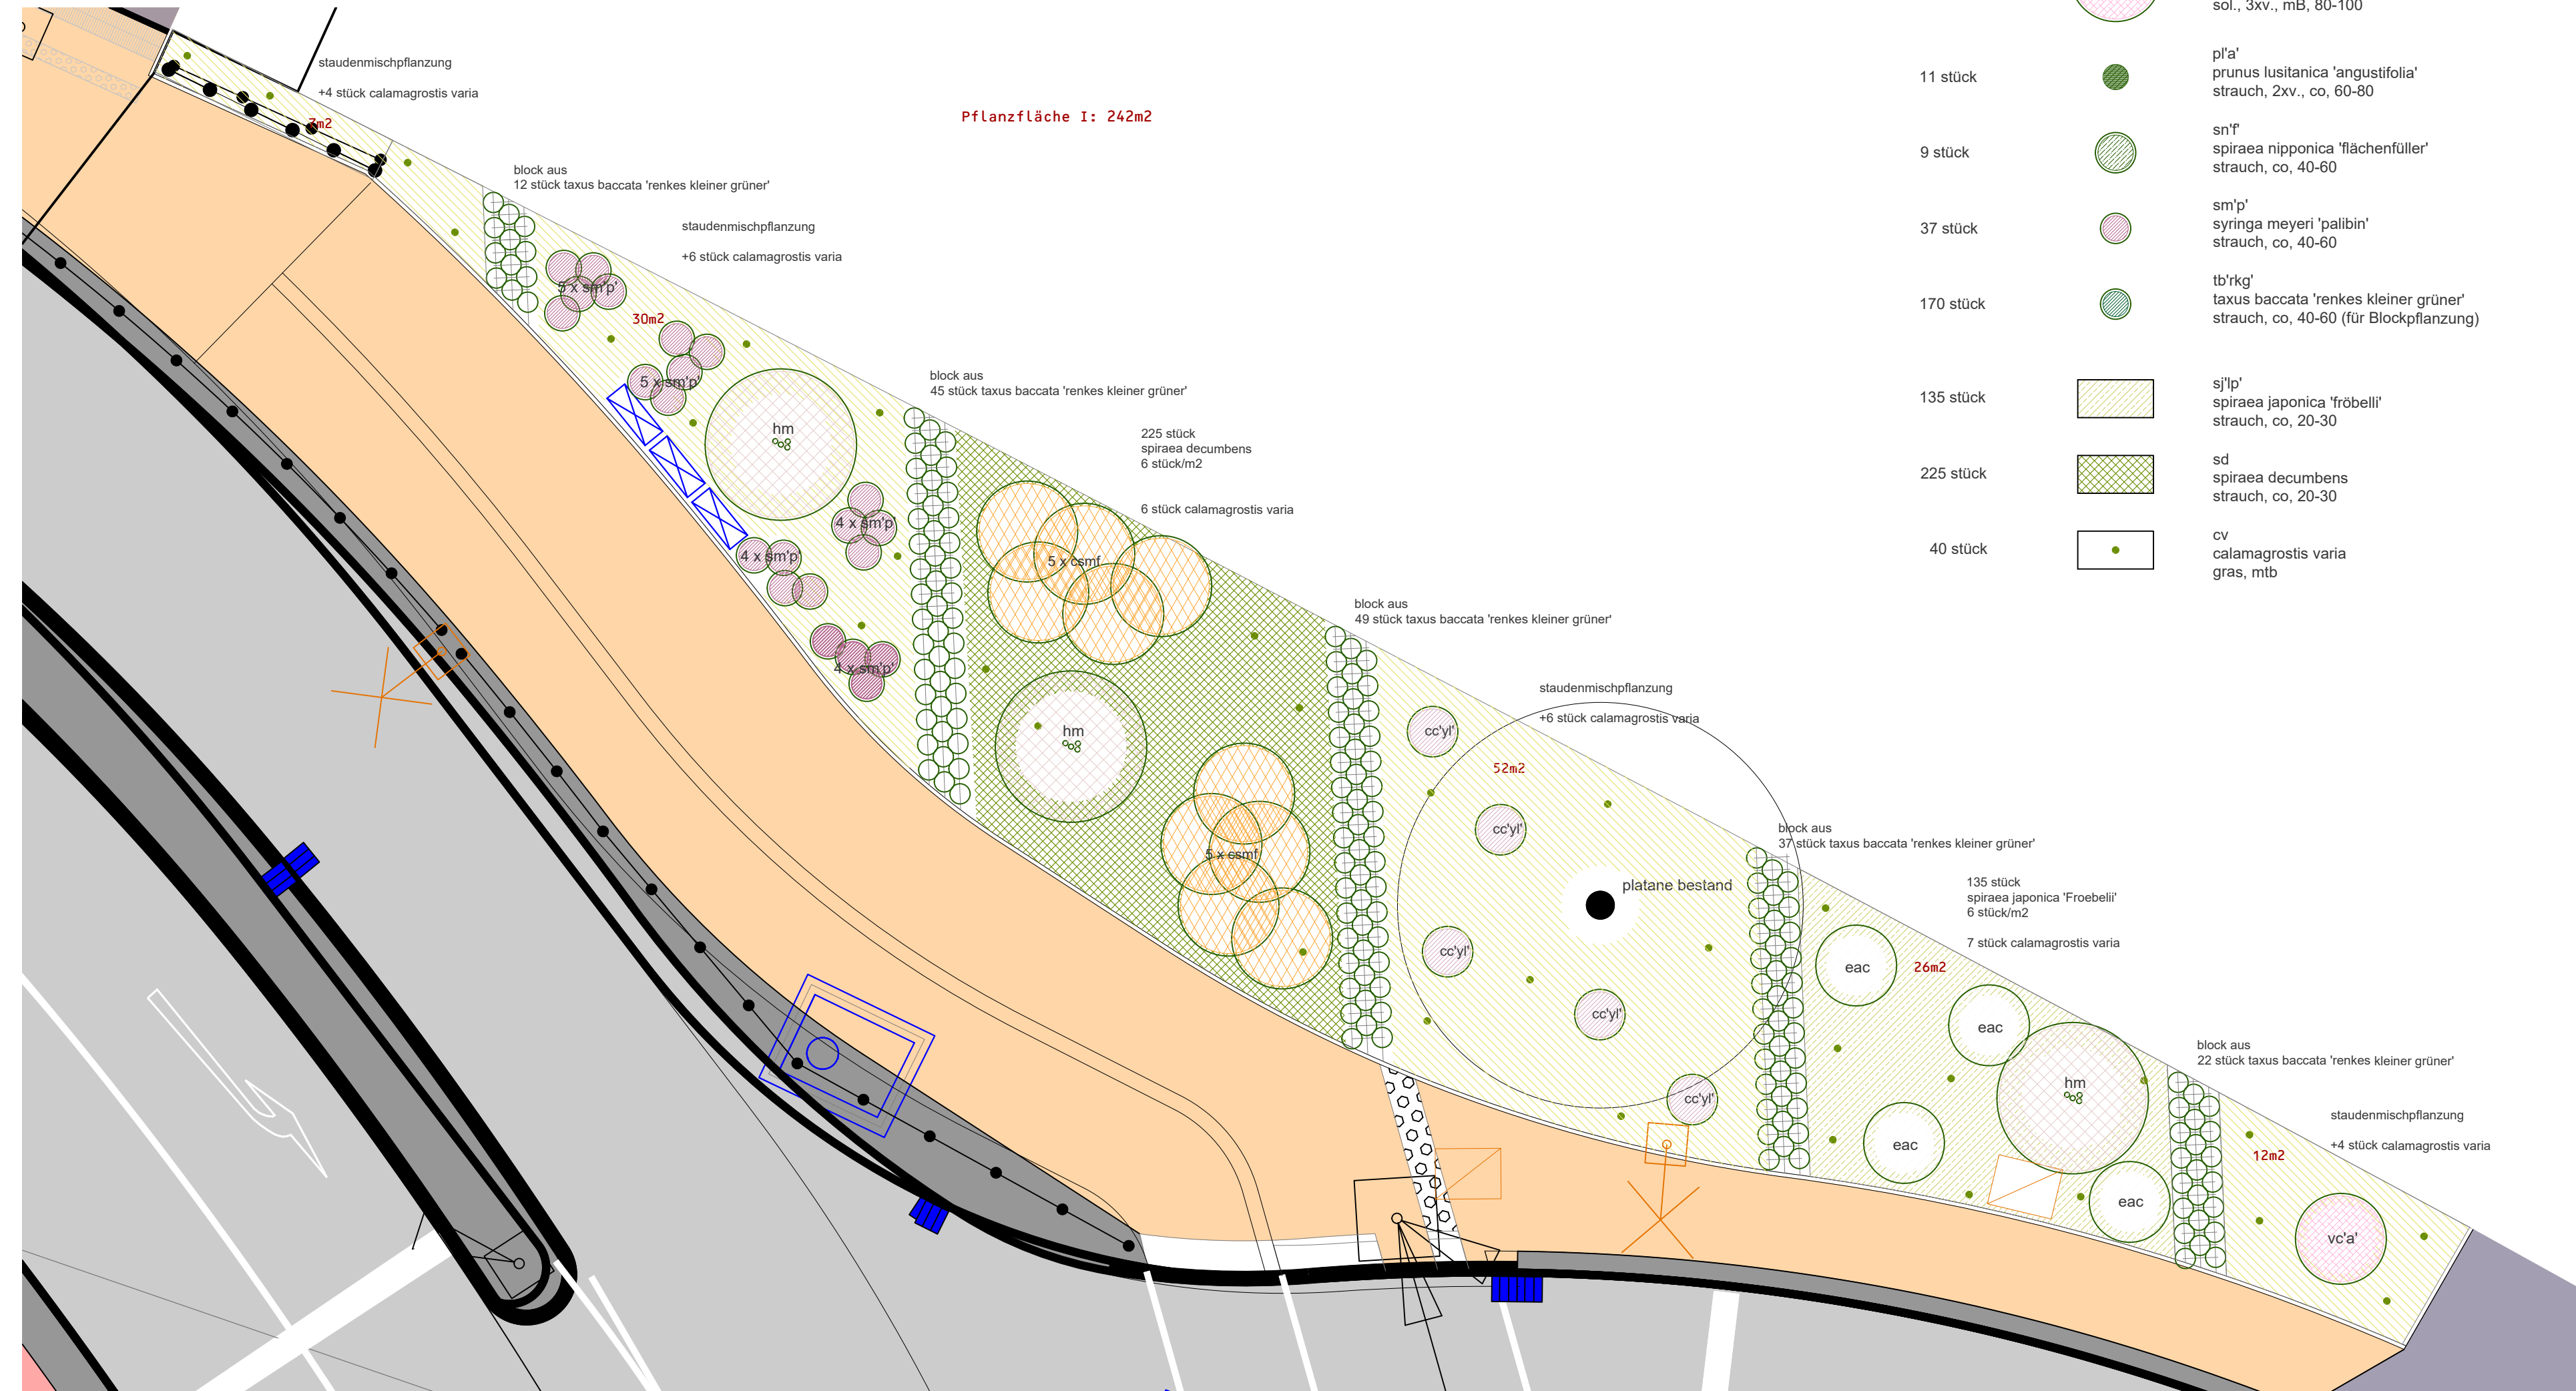 staudenmischpflanzung
+4 stück calamagrostis varia
7m2
Pflanzfläche I: 242m2
block aus
12 stück taxus baccata 'renkes kleiner grüner'
staudenmischpflanzung
+6 stück calamagrostis varia
5 x sm'p'
30m2
5 x sm'p'
hm
block aus
45 stück taxus baccata 'renkes kleiner grüner'
225 stück
spiraea decumbens
6 stück/m2
6 stück calamagrostis varia
4 x sm'p'
4 x sm'p'
4 x sm'p'
5 x csmf
hm
5 x csmf
block aus
49 stück taxus baccata 'renkes kleiner grüner'
staudenmischpflanzung
+6 stück calamagrostis varia
cc'yl'
52m2
cc'yl'
platane bestand
cc'yl'
cc'yl'
cc'yl'
block aus
37 stück taxus baccata 'renkes kleiner grüner'
135 stück
spiraea japonica 'Froebelii'
6 stück/m2
7 stück calamagrostis varia
eac
26m2
eac
hm
eac
eac
block aus
22 stück taxus baccata 'renkes kleiner grüner'
staudenmischpflanzung
+4 stück calamagrostis varia
12m2
vc'a'
sol., 3xv., mB, 80-100
11 stück
pl'a'
prunus lusitanica 'angustifolia'
strauch, 2xv., co, 60-80
9 stück
sn'f'
spiraea nipponica 'flächenfüller'
strauch, co, 40-60
37 stück
sm'p'
syringa meyeri 'palibin'
strauch, co, 40-60
170 stück
tb'rkg'
taxus baccata 'renkes kleiner grüner'
strauch, co, 40-60 (für Blockpflanzung)
135 stück
sj'lp'
spiraea japonica 'fröbelli'
strauch, co, 20-30
225 stück
sd
spiraea decumbens
strauch, co, 20-30
40 stück
cv
calamagrostis varia
gras, mtb